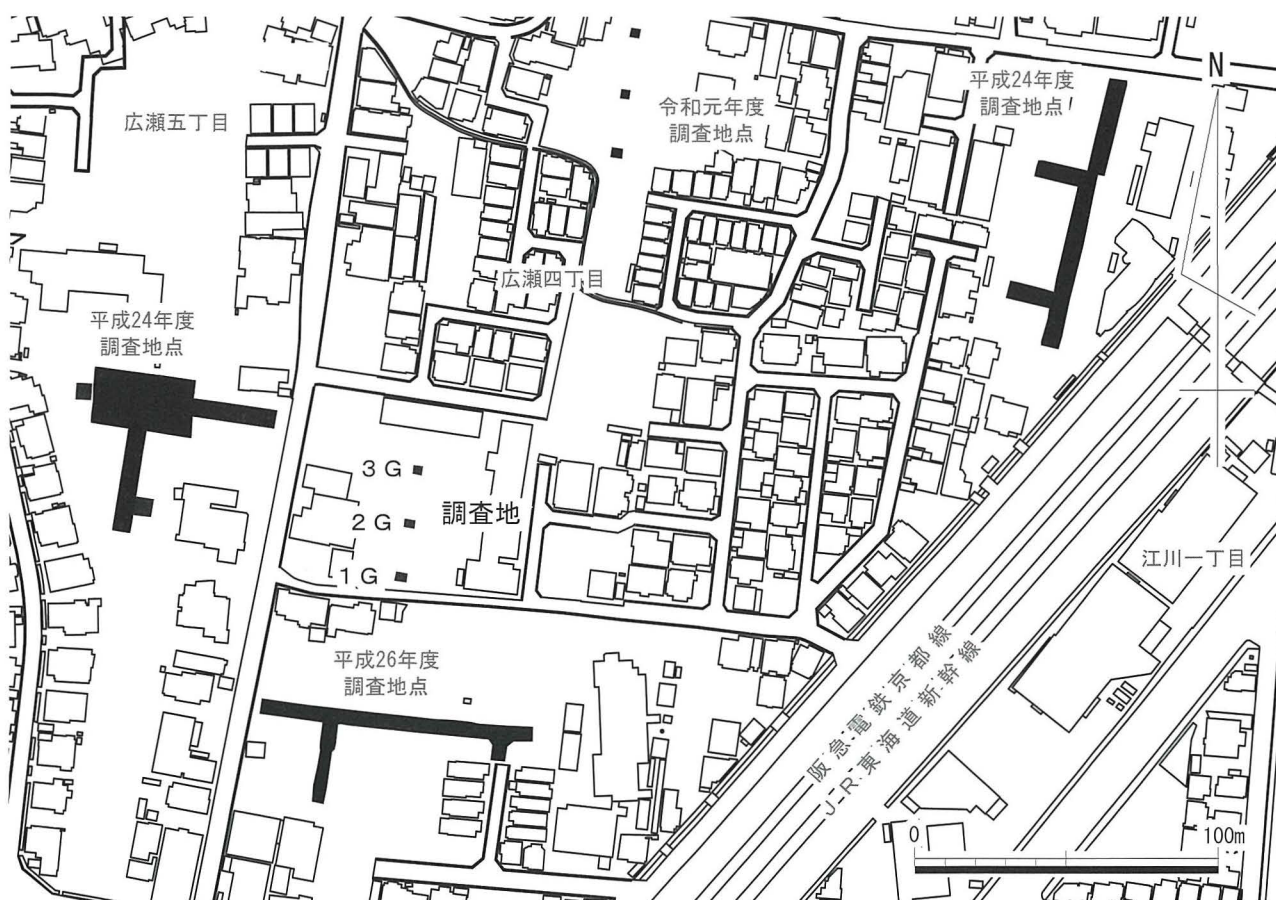 N
平成24年度
調査地点
令和元年度
調査地点
広瀬五丁目
広瀬四丁目
平成24年度
調査地点
3G
2G
調査地
1G
江川一丁目
平成26年度
調査地点
阪急電鉄京都線
J-R東海道新幹線
0
100m